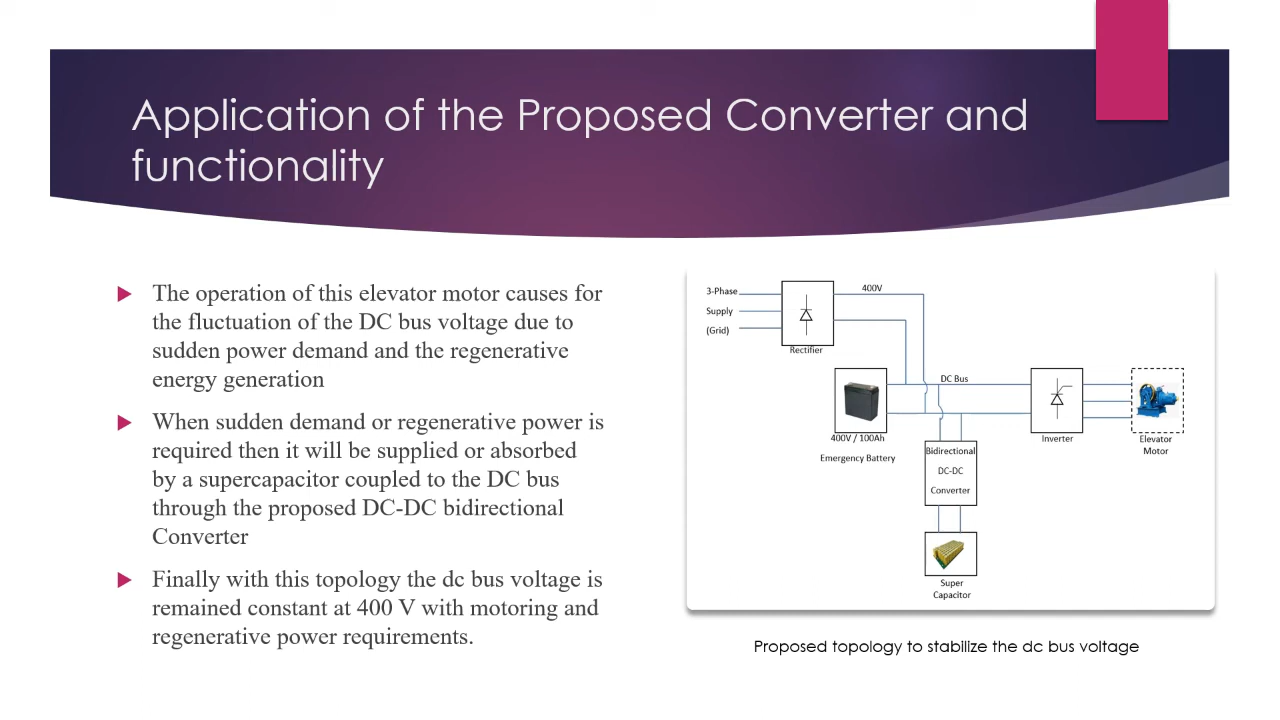 Application of the Proposed Converter and
functionality
The operation of this elevator motor causes for
the fluctuation of the DC bus voltage due to
sudden power demand and the regenerative
energy generation
When sudden demand or regenerative power is
required then it will be supplied or absorbed
by a supercapacitor coupled to the DC bus
through the proposed DC-DC bidirectional
Converter
Finally with this topology the dc bus voltage is
remained constant at 400 V with motoring and
regenerative power requirements.
3-Phase
Supply
(Grid)
Rectifier
400V
DC Bus
400V / 100Ah
Emergency Battery
Bidirectional
DC-DC
Converter
Super
Capacitor
Inverter
Elevator
Motor
Proposed topology to stabilize the dc bus voltage